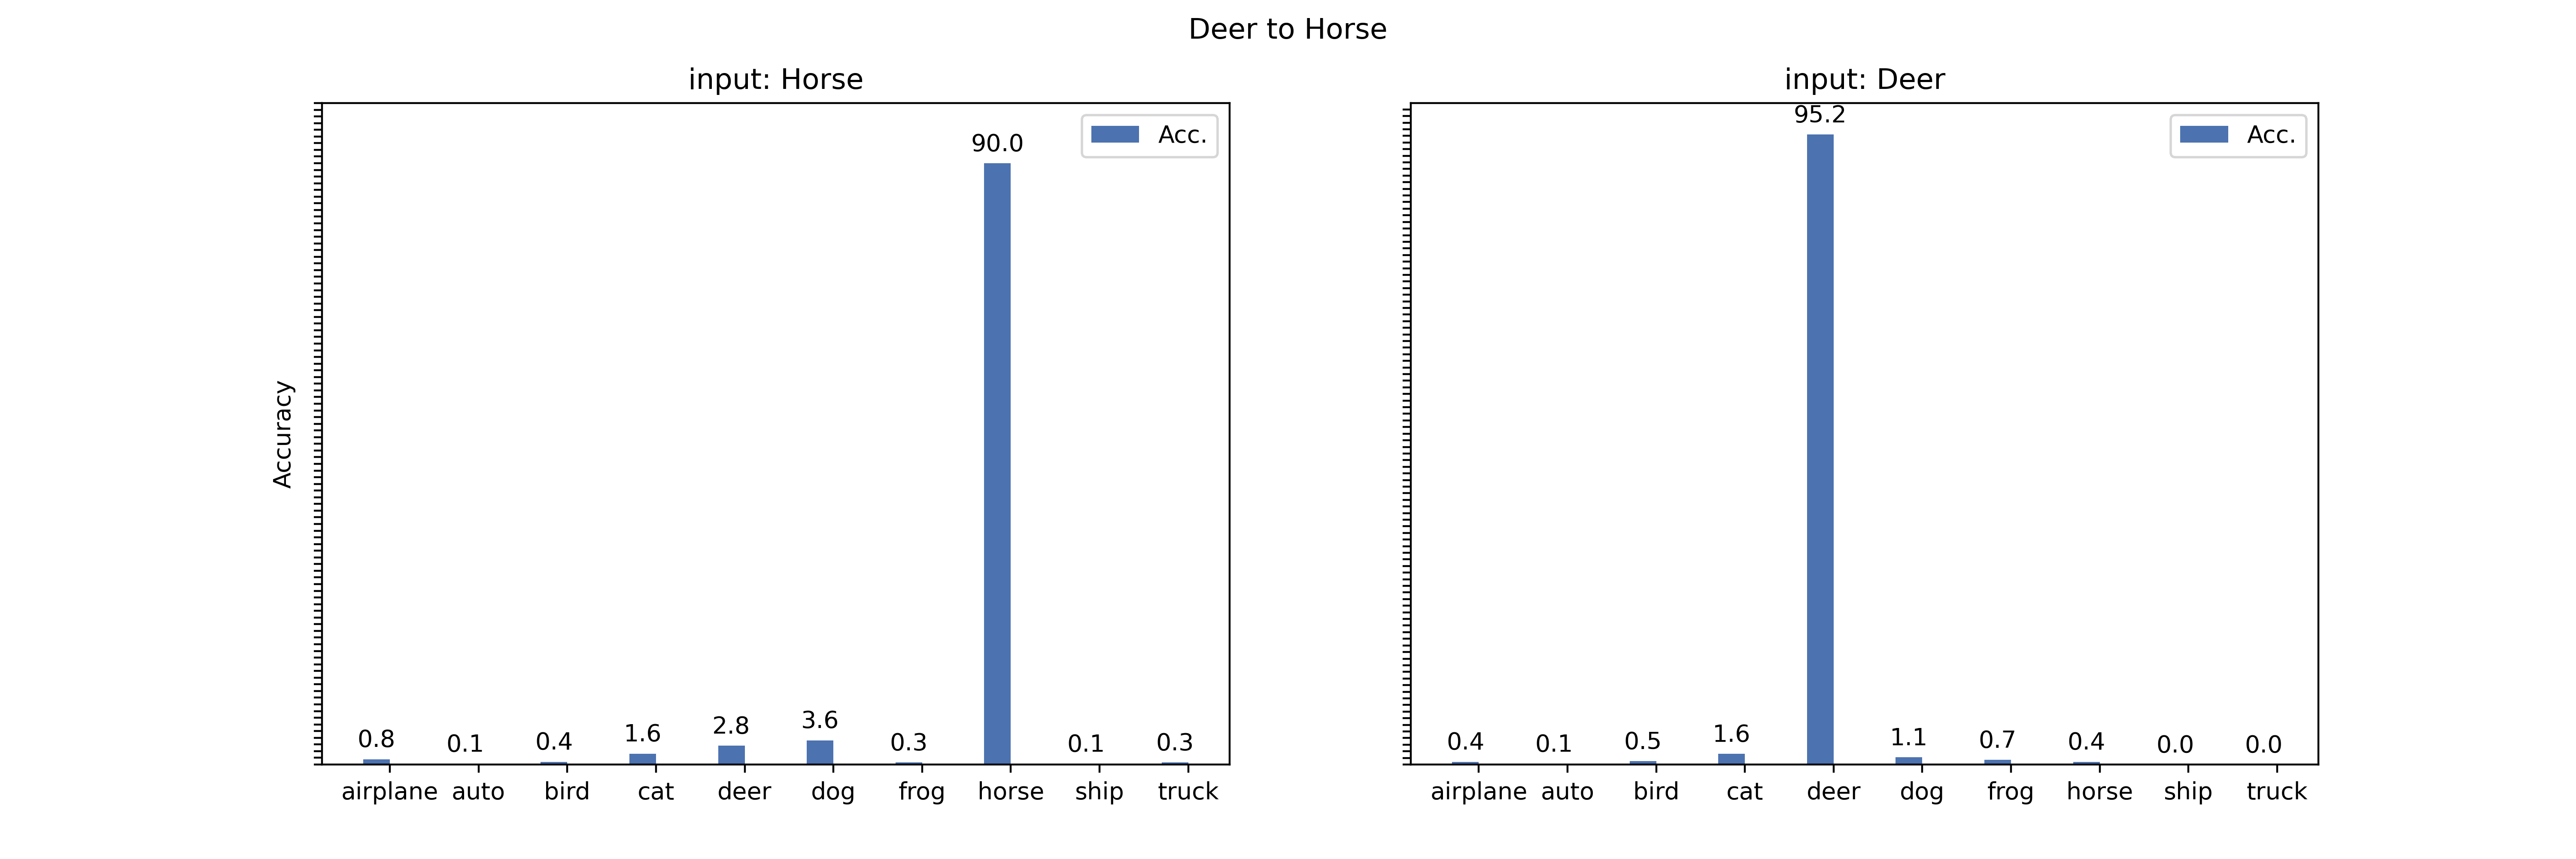 Deer to Horse
input: Horse
Accuracy
Acc.
0.8 0.1 0.4 1.6 2.8 3.6 0.3 90.0 0.1 0.3
airplane auto bird cat deer dog frog horse ship truck
input: Deer
Acc.
0.4 0.1 0.5 1.6 95.2 1.1 0.7 0.4 0.0 0.0
airplane auto bird cat deer dog frog horse ship truck